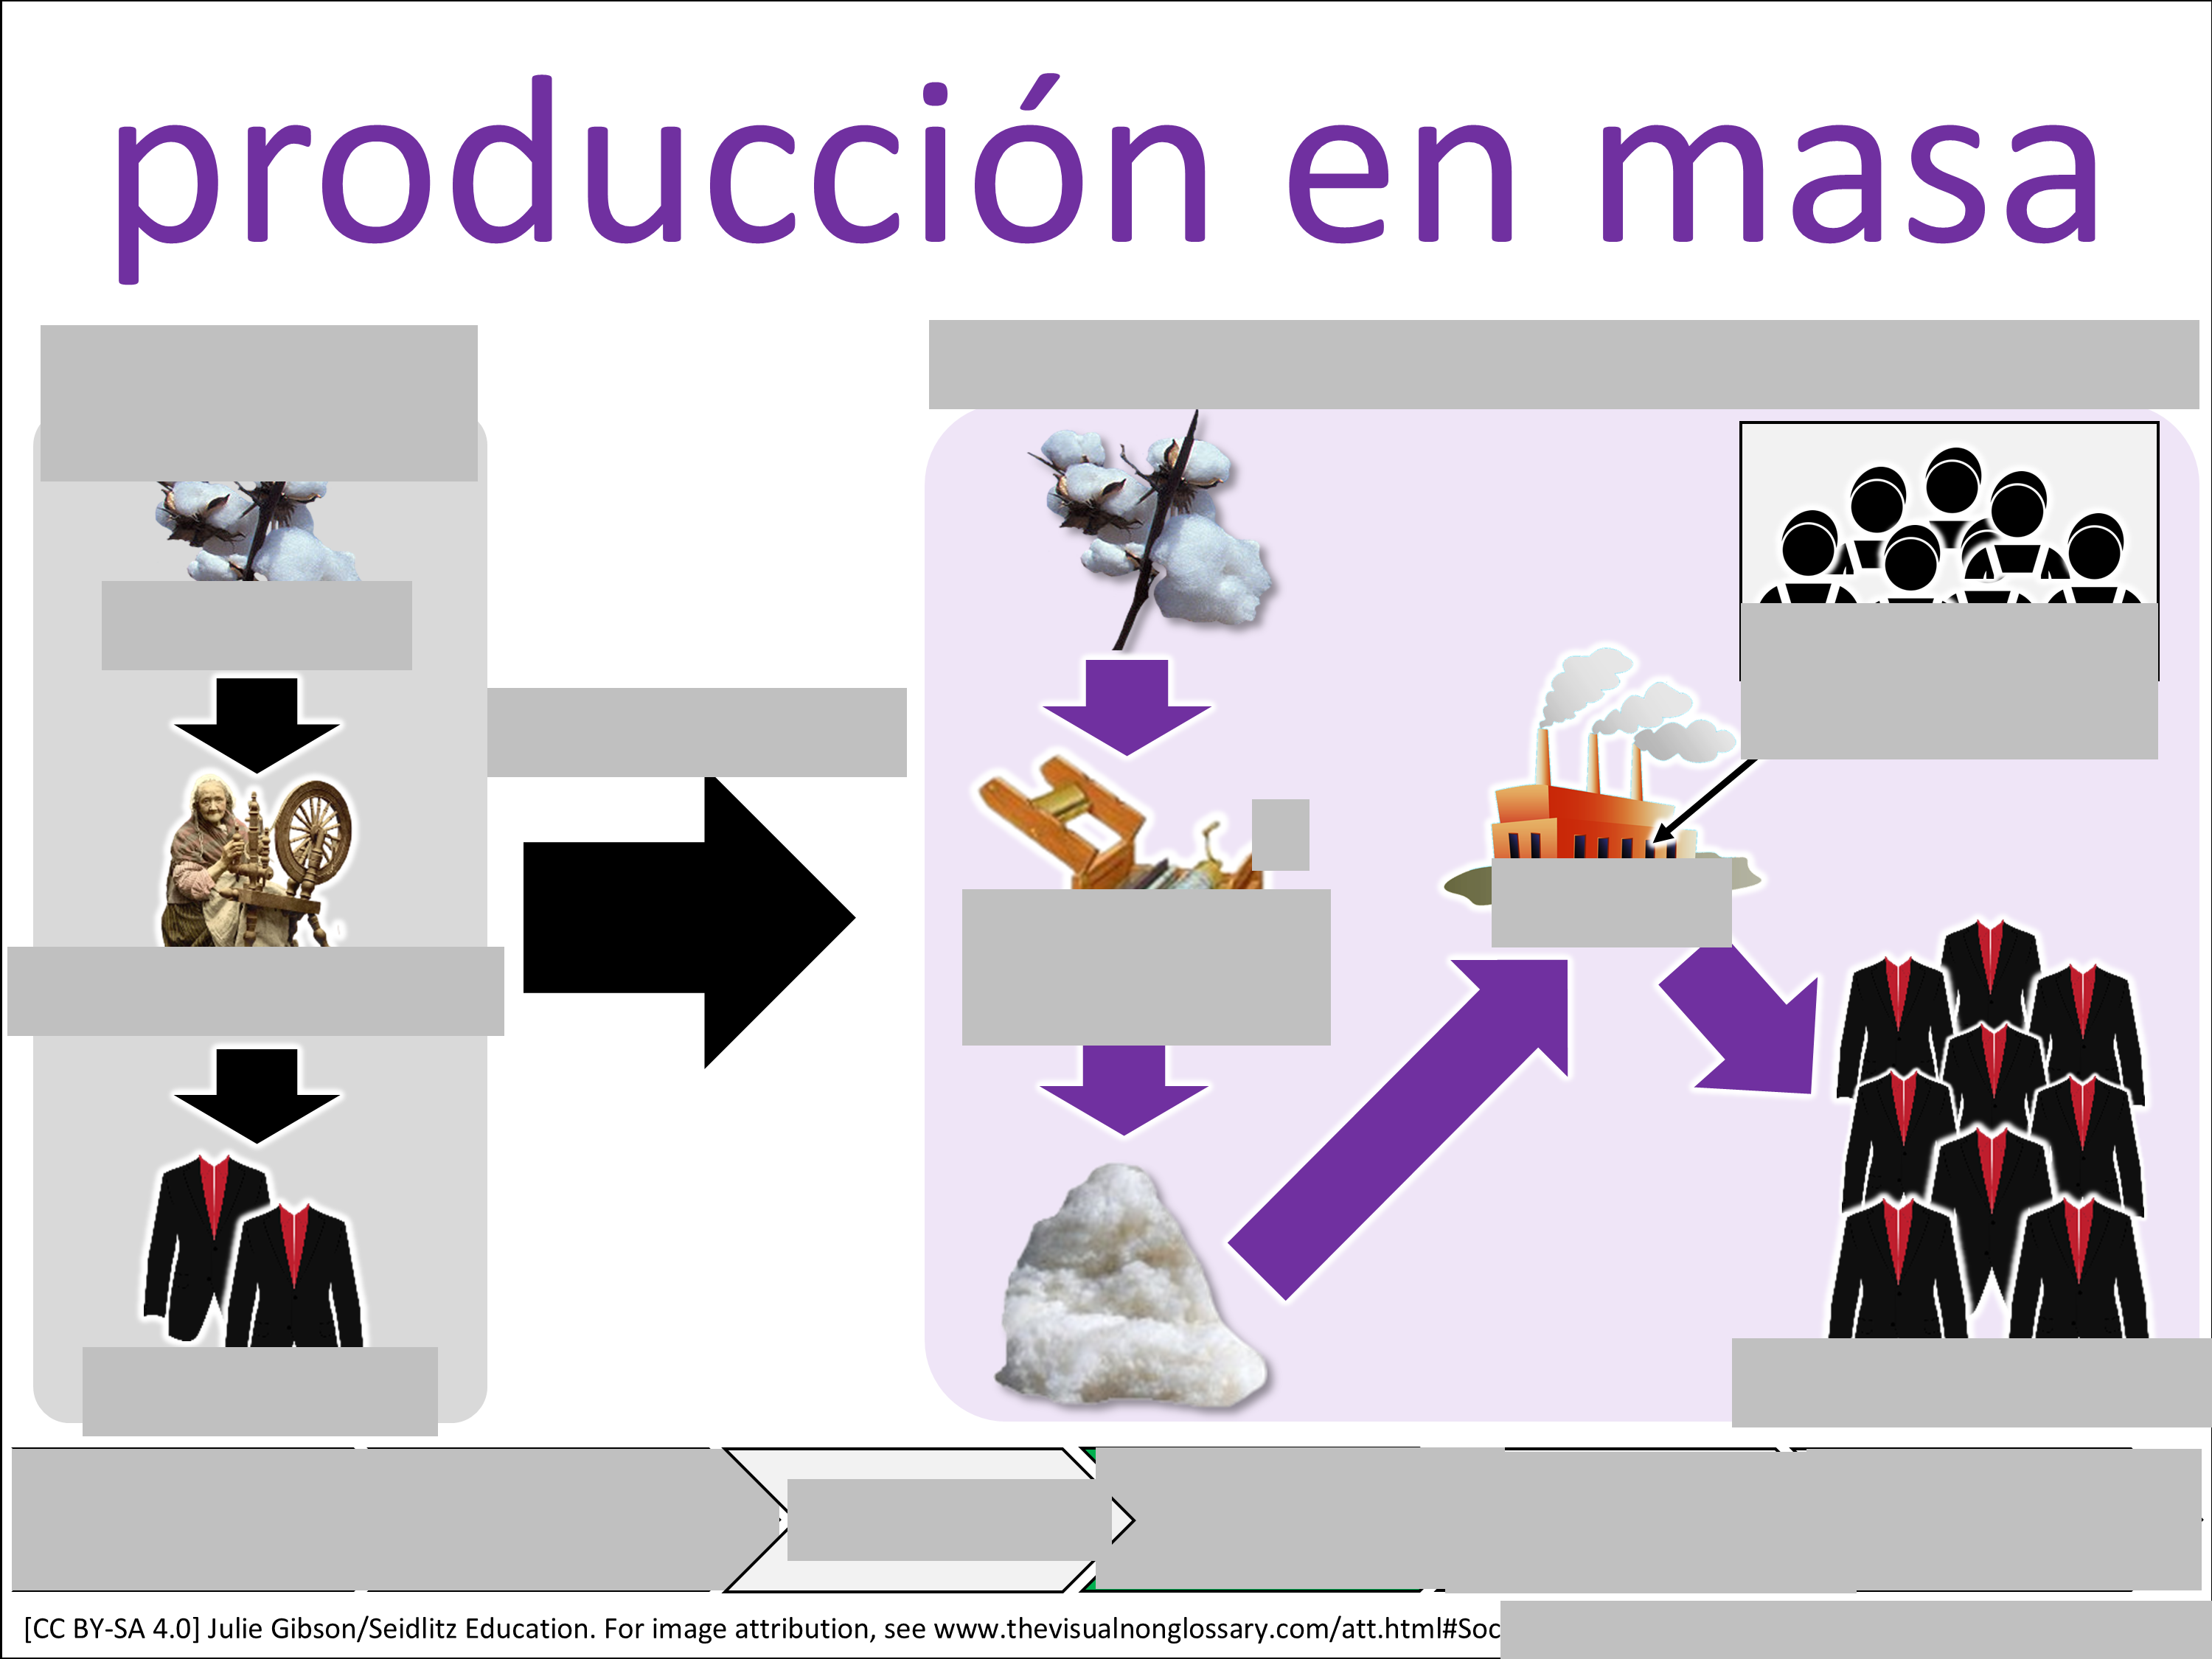 producción en masa
[CC BY-SA 4.0] Julie Gibson/Seidlitz Education. For image attribution, see www.thevisualnonglossary.com/att.html#Soc